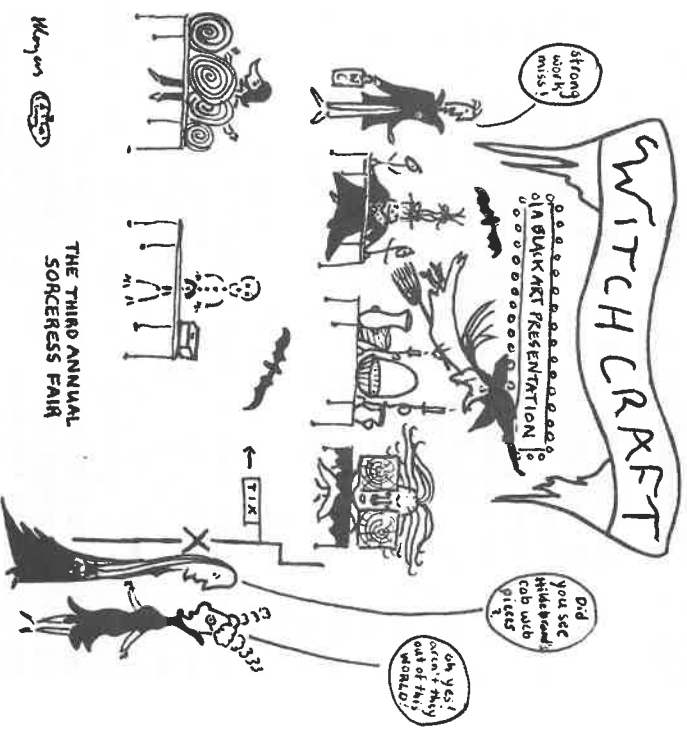 WITCHCRAFT
A BLACK ART PRESENTATION
strong
work
miss!
TIX
Did
you see
Hildebrand's
cob web
pieces
?
oh yes!
aren't they
out of this
WORLD!
THE THIRD ANNUAL
SORCERESS FAIR